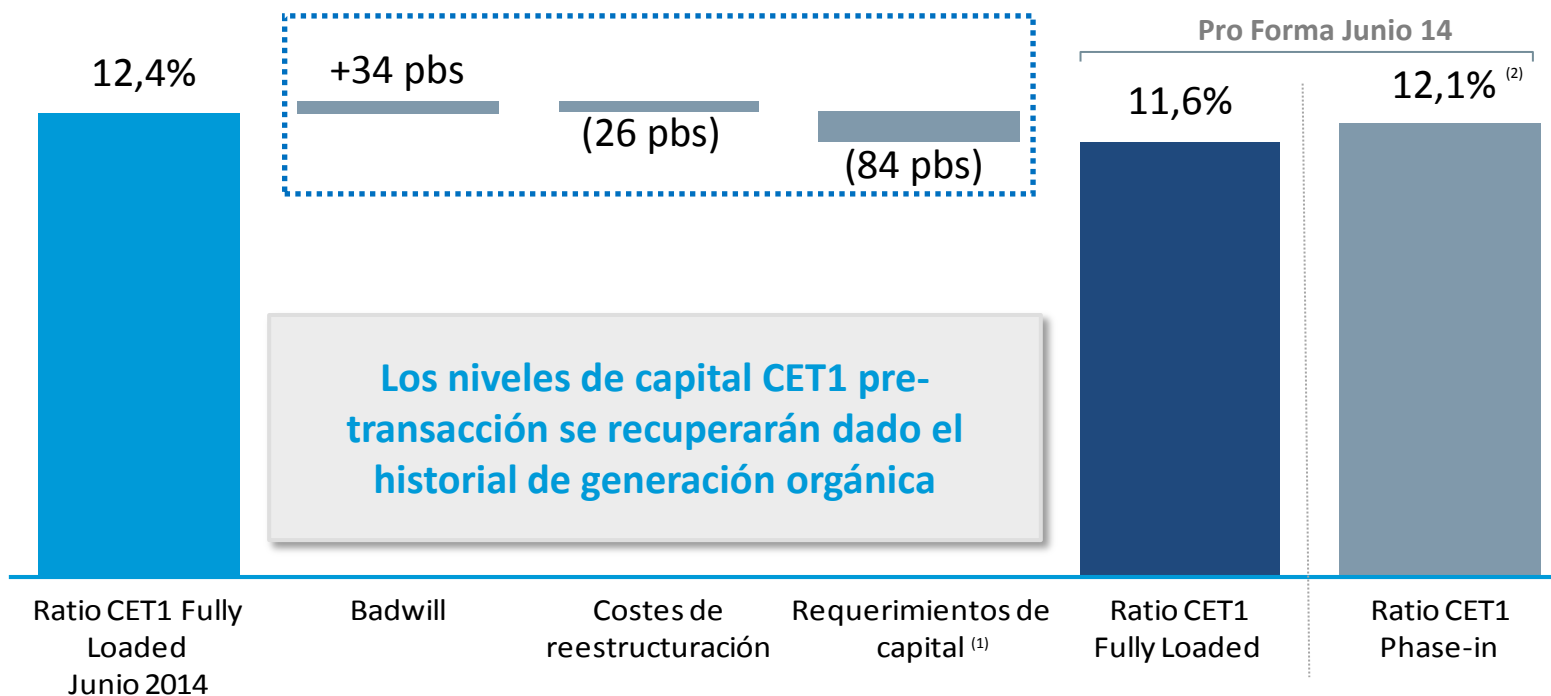 Pro Forma Junio 14
12,4%
+34 pbs
(26 pbs)
(84 pbs)
11,6%
12,1% (2)
Los niveles de capital CET1 pre-
transacción se recuperarán dado el
historial de generación orgánica
Ratio CET1 Fully
Loaded
Junio 2014
Badwill
Costes de
reestructuración
Requerimientos de
capital (1)
Ratio CET1
Fully Loaded
Ratio CET1
Phase-in